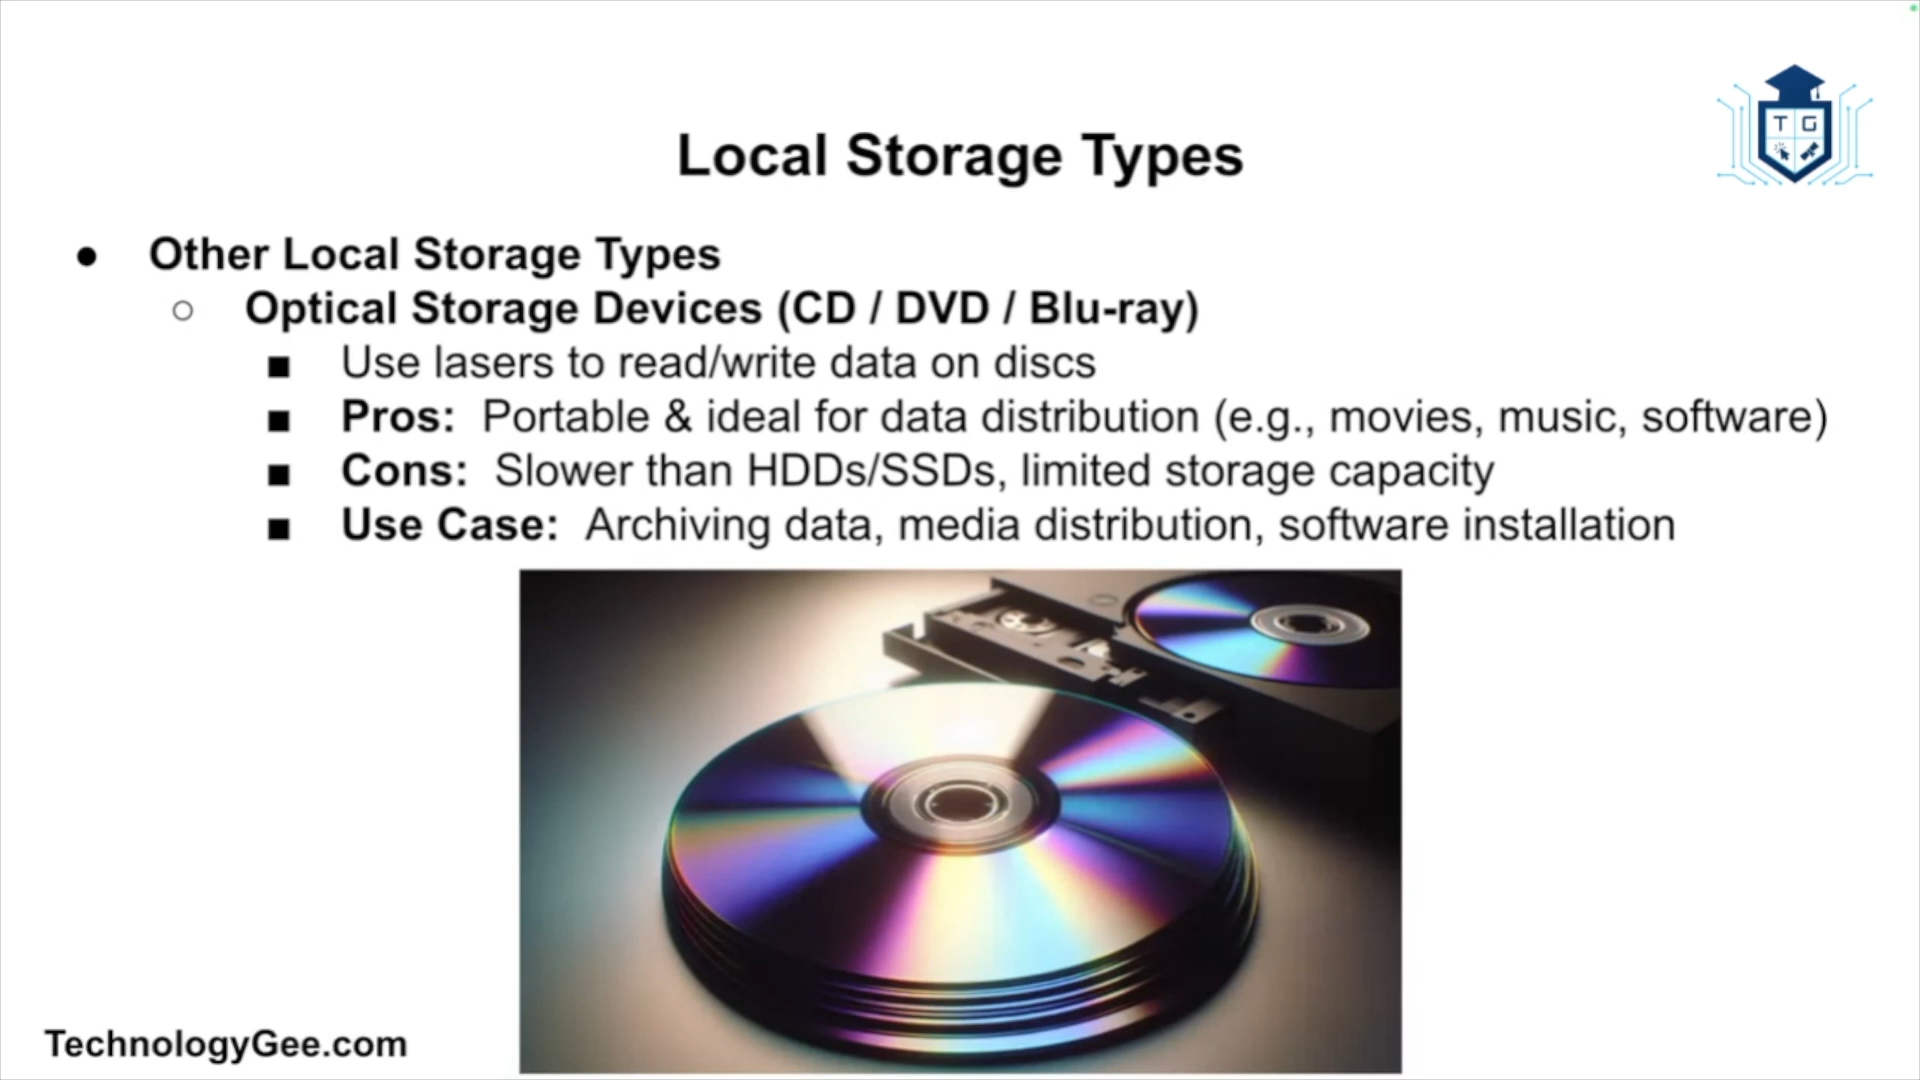 T G
Local Storage Types
● Other Local Storage Types
○ Optical Storage Devices (CD / DVD / Blu-ray)
■ Use lasers to read/write data on discs
■ Pros: Portable & ideal for data distribution (e.g., movies, music, software)
■ Cons: Slower than HDDs/SSDs, limited storage capacity
■ Use Case: Archiving data, media distribution, software installation
TechnologyGee.com